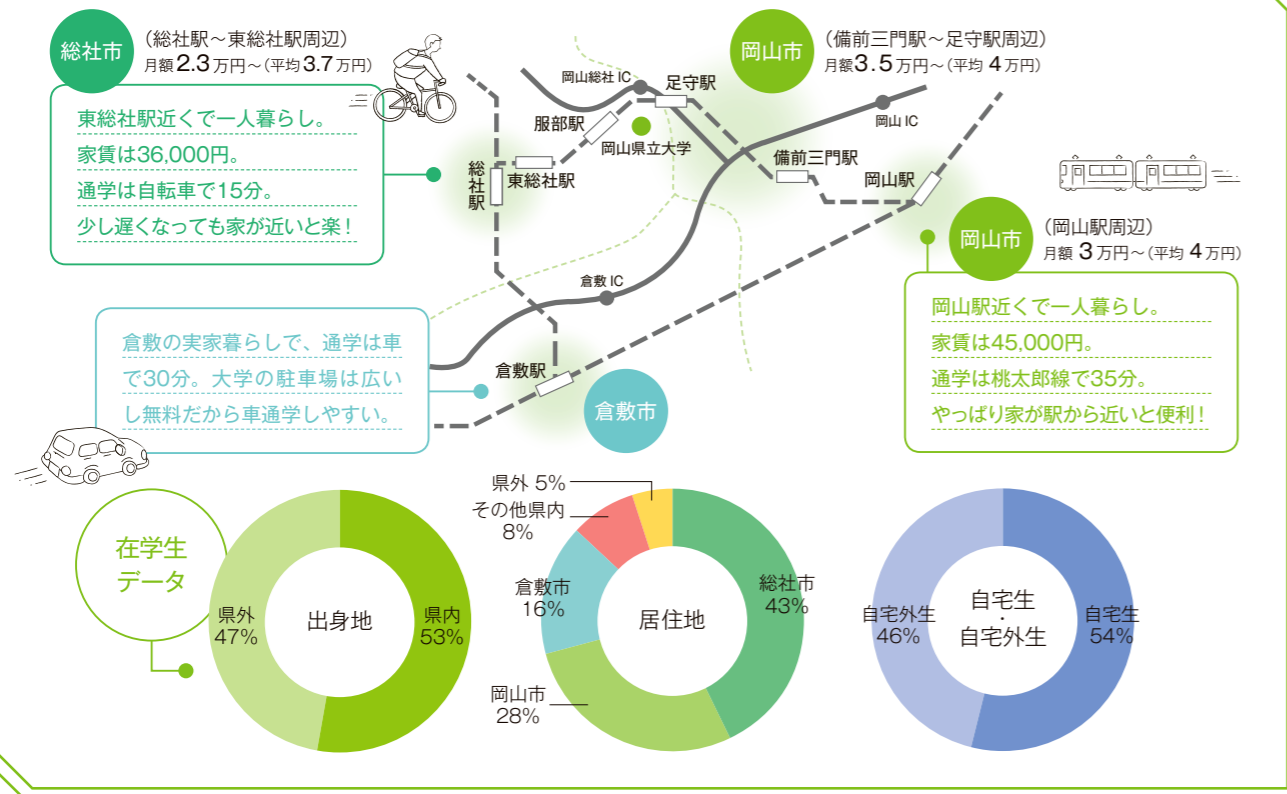 総社市
（総社駅～東総社駅周辺）
月額2.3万円～（平均3.7万円）
東総社駅近くで一人暮らし。
家賃は36,000円。
通学は自転車で15分。
少し遅くなっても家が近いと楽！
岡山市
（備前三門駅～足守駅周辺）
月額3.5万円～（平均4万円）
岡山総社IC
足守駅
服部駅
岡山県立大学
岡山IC
総社駅
東総社駅
備前三門駅
岡山駅
岡山市
（岡山駅周辺）
月額3万円～（平均4万円）
岡山駅近くで一人暮らし。
家賃は45,000円。
通学は桃太郎線で35分。
やっぱり家が駅から近いと便利！
倉敷IC
倉敷駅
倉敷市
倉敷の実家暮らしで、通学は車
で30分。大学の駐車場は広い
し無料だから車通学しやすい。
在学生
データ
出身地
県内
53%
県外
47%
居住地
総社市
43%
岡山市
28%
倉敷市
16%
その他県内
8%
県外 5%
自宅生
・
自宅外生
自宅生
54%
自宅外生
46%